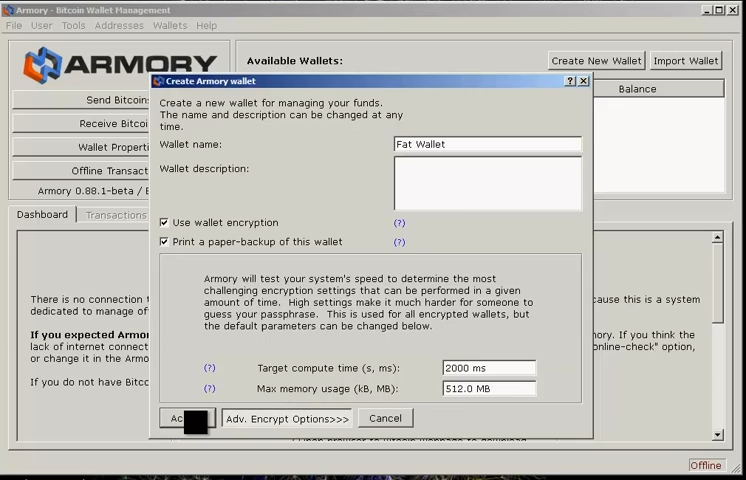 Armory - Bitcoin Wallet Management
File User Tools Addresses Wallets Help
ARMORY
Available Wallets:
Create New Wallet
Import Wallet
Balance
Send Bitcoin
Receive Bitcoi
Wallet Properti
Offline Transact
Armory 0.88.1-beta /
Dashboard
Transactions
Create Armory wallet
Create a new wallet for managing your funds.
The name and description can be changed at any
time.
Wallet name:
Fat Wallet
Wallet description:
Use wallet encryption
(?)
Print a paper-backup of this wallet
(?)
Armory will test your system's speed to determine the most
challenging encryption settings that can be performed in a given
amount of time. High settings make it much harder for someone to
guess your passphrase. This is used for all encrypted wallets, but
the default parameters can be changed below.
(?) Target compute time (s, ms): 2000 ms
(?) Max memory usage (kB, MB): 512.0 MB
Ac
Adv. Encrypt Options>>>
Cancel
There is no connection t
cause this is a system
dedicated to manage of
If you expected Armor
mory. If you think the
lack of internet connect
online-check" option,
or change it in the Armo
If you do not have Bitco
Offline